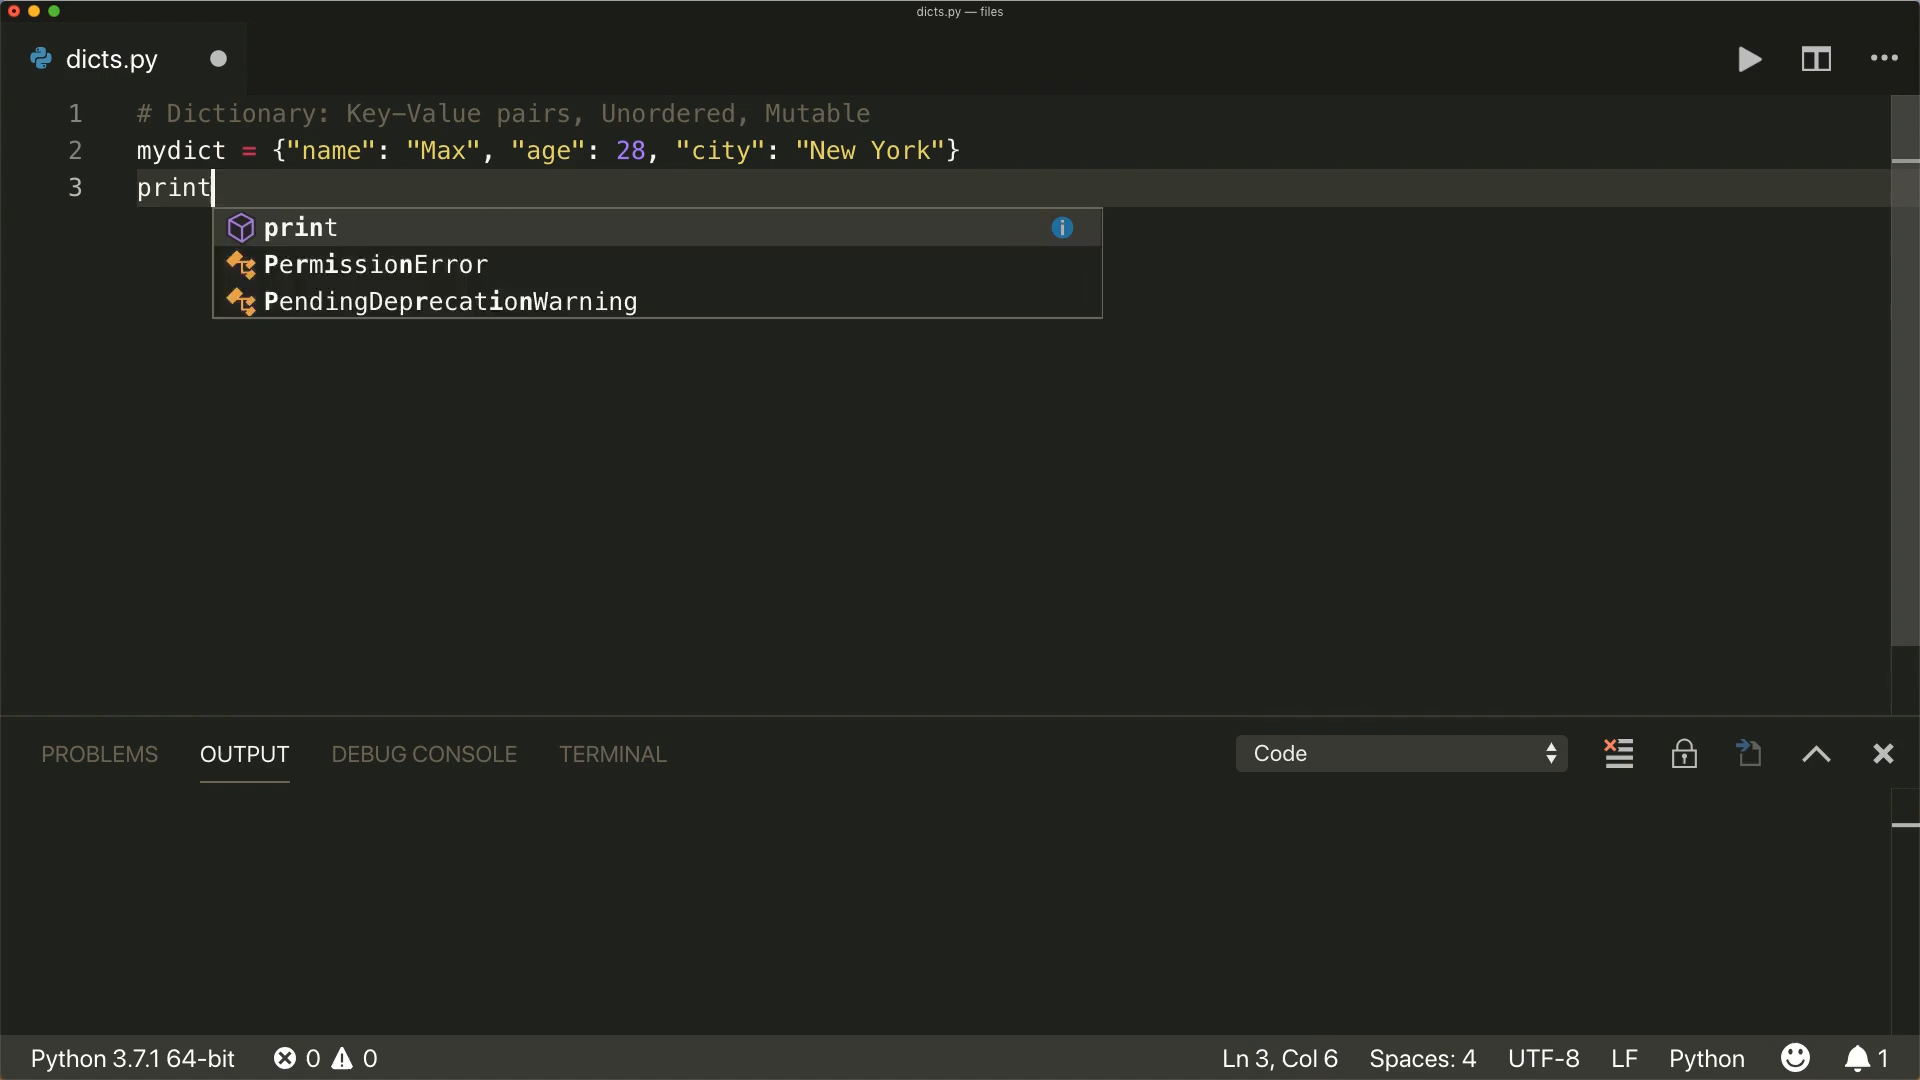 dicts.py — files
dicts.py
1 # Dictionary: Key-Value pairs, Unordered, Mutable
2 mydict = {"name": "Max", "age": 28, "city": "New York"}
3 print
print
PermissionError
PendingDeprecationWarning
PROBLEMS OUTPUT DEBUG CONSOLE TERMINAL Code
Python 3.7.1 64-bit 0 0 Ln 3, Col 6 Spaces: 4 UTF-8 LF Python 1